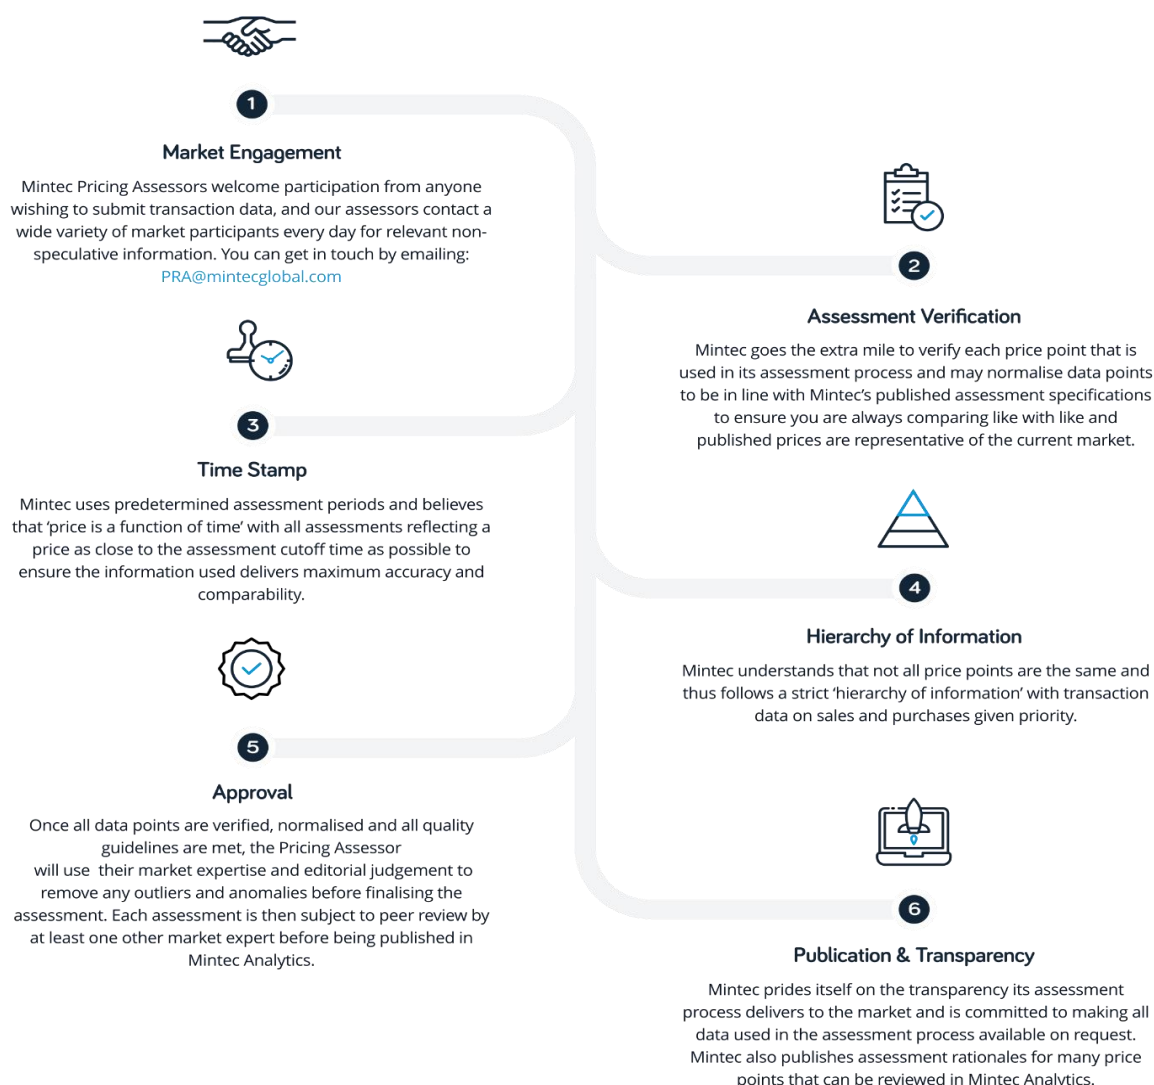 1
Market Engagement
Mintec Pricing Assessors welcome participation from anyone
wishing to submit transaction data, and our assessors contact a
wide variety of market participants every day for relevant non-
speculative information. You can get in touch by emailing:
PRA@mintecglobal.com
2
Assessment Verification
Mintec goes the extra mile to verify each price point that is
used in its assessment process and may normalise data points
to be in line with Mintec's published assessment specifications
to ensure you are always comparing like with like and
published prices are representative of the current market.
3
Time Stamp
Mintec uses predetermined assessment periods and believes
that ‘price is a function of time’ with all assessments reflecting a
price as close to the assessment cutoff time as possible to
ensure the information used delivers maximum accuracy and
comparability.
4
Hierarchy of Information
Mintec understands that not all price points are the same and
thus follows a strict ‘hierarchy of information’ with transaction
data on sales and purchases given priority.
5
Approval
Once all data points are verified, normalised and all quality
guidelines are met, the Pricing Assessor
will use  their market expertise and editorial judgement to
remove any outliers and anomalies before finalising the
assessment. Each assessment is then subject to peer review by
at least one other market expert before being published in
Mintec Analytics.
6
Publication & Transparency
Mintec prides itself on the transparency its assessment
process delivers to the market and is committed to making all
data used in the assessment process available on request.
Mintec also publishes assessment rationales for many price
points that can be reviewed in Mintec Analytics.